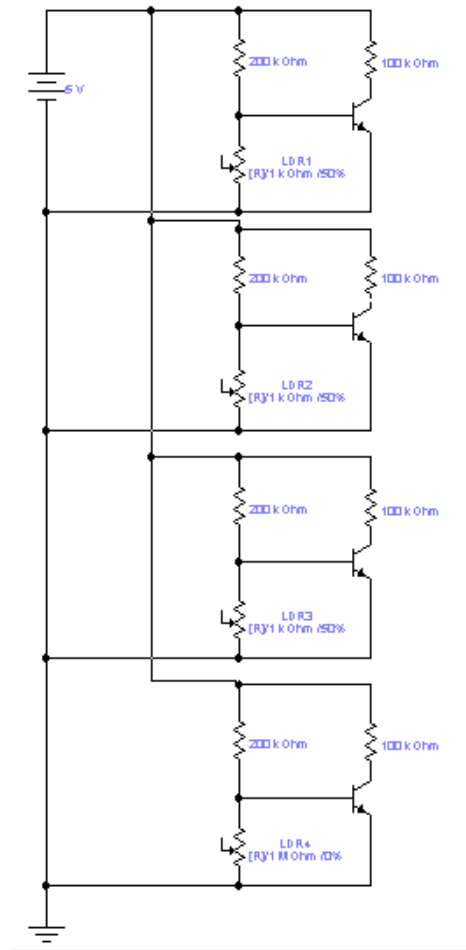 200 k Ohm
100 k Ohm
5 V
LDR1
[R]/1 k Ohm /50%
200 k Ohm
100 k Ohm
LDR2
[R]/1 k Ohm /50%
200 k Ohm
100 k Ohm
LDR3
[R]/1 k Ohm /50%
200 k Ohm
100 k Ohm
LDR4
[R]/1 M Ohm /0%